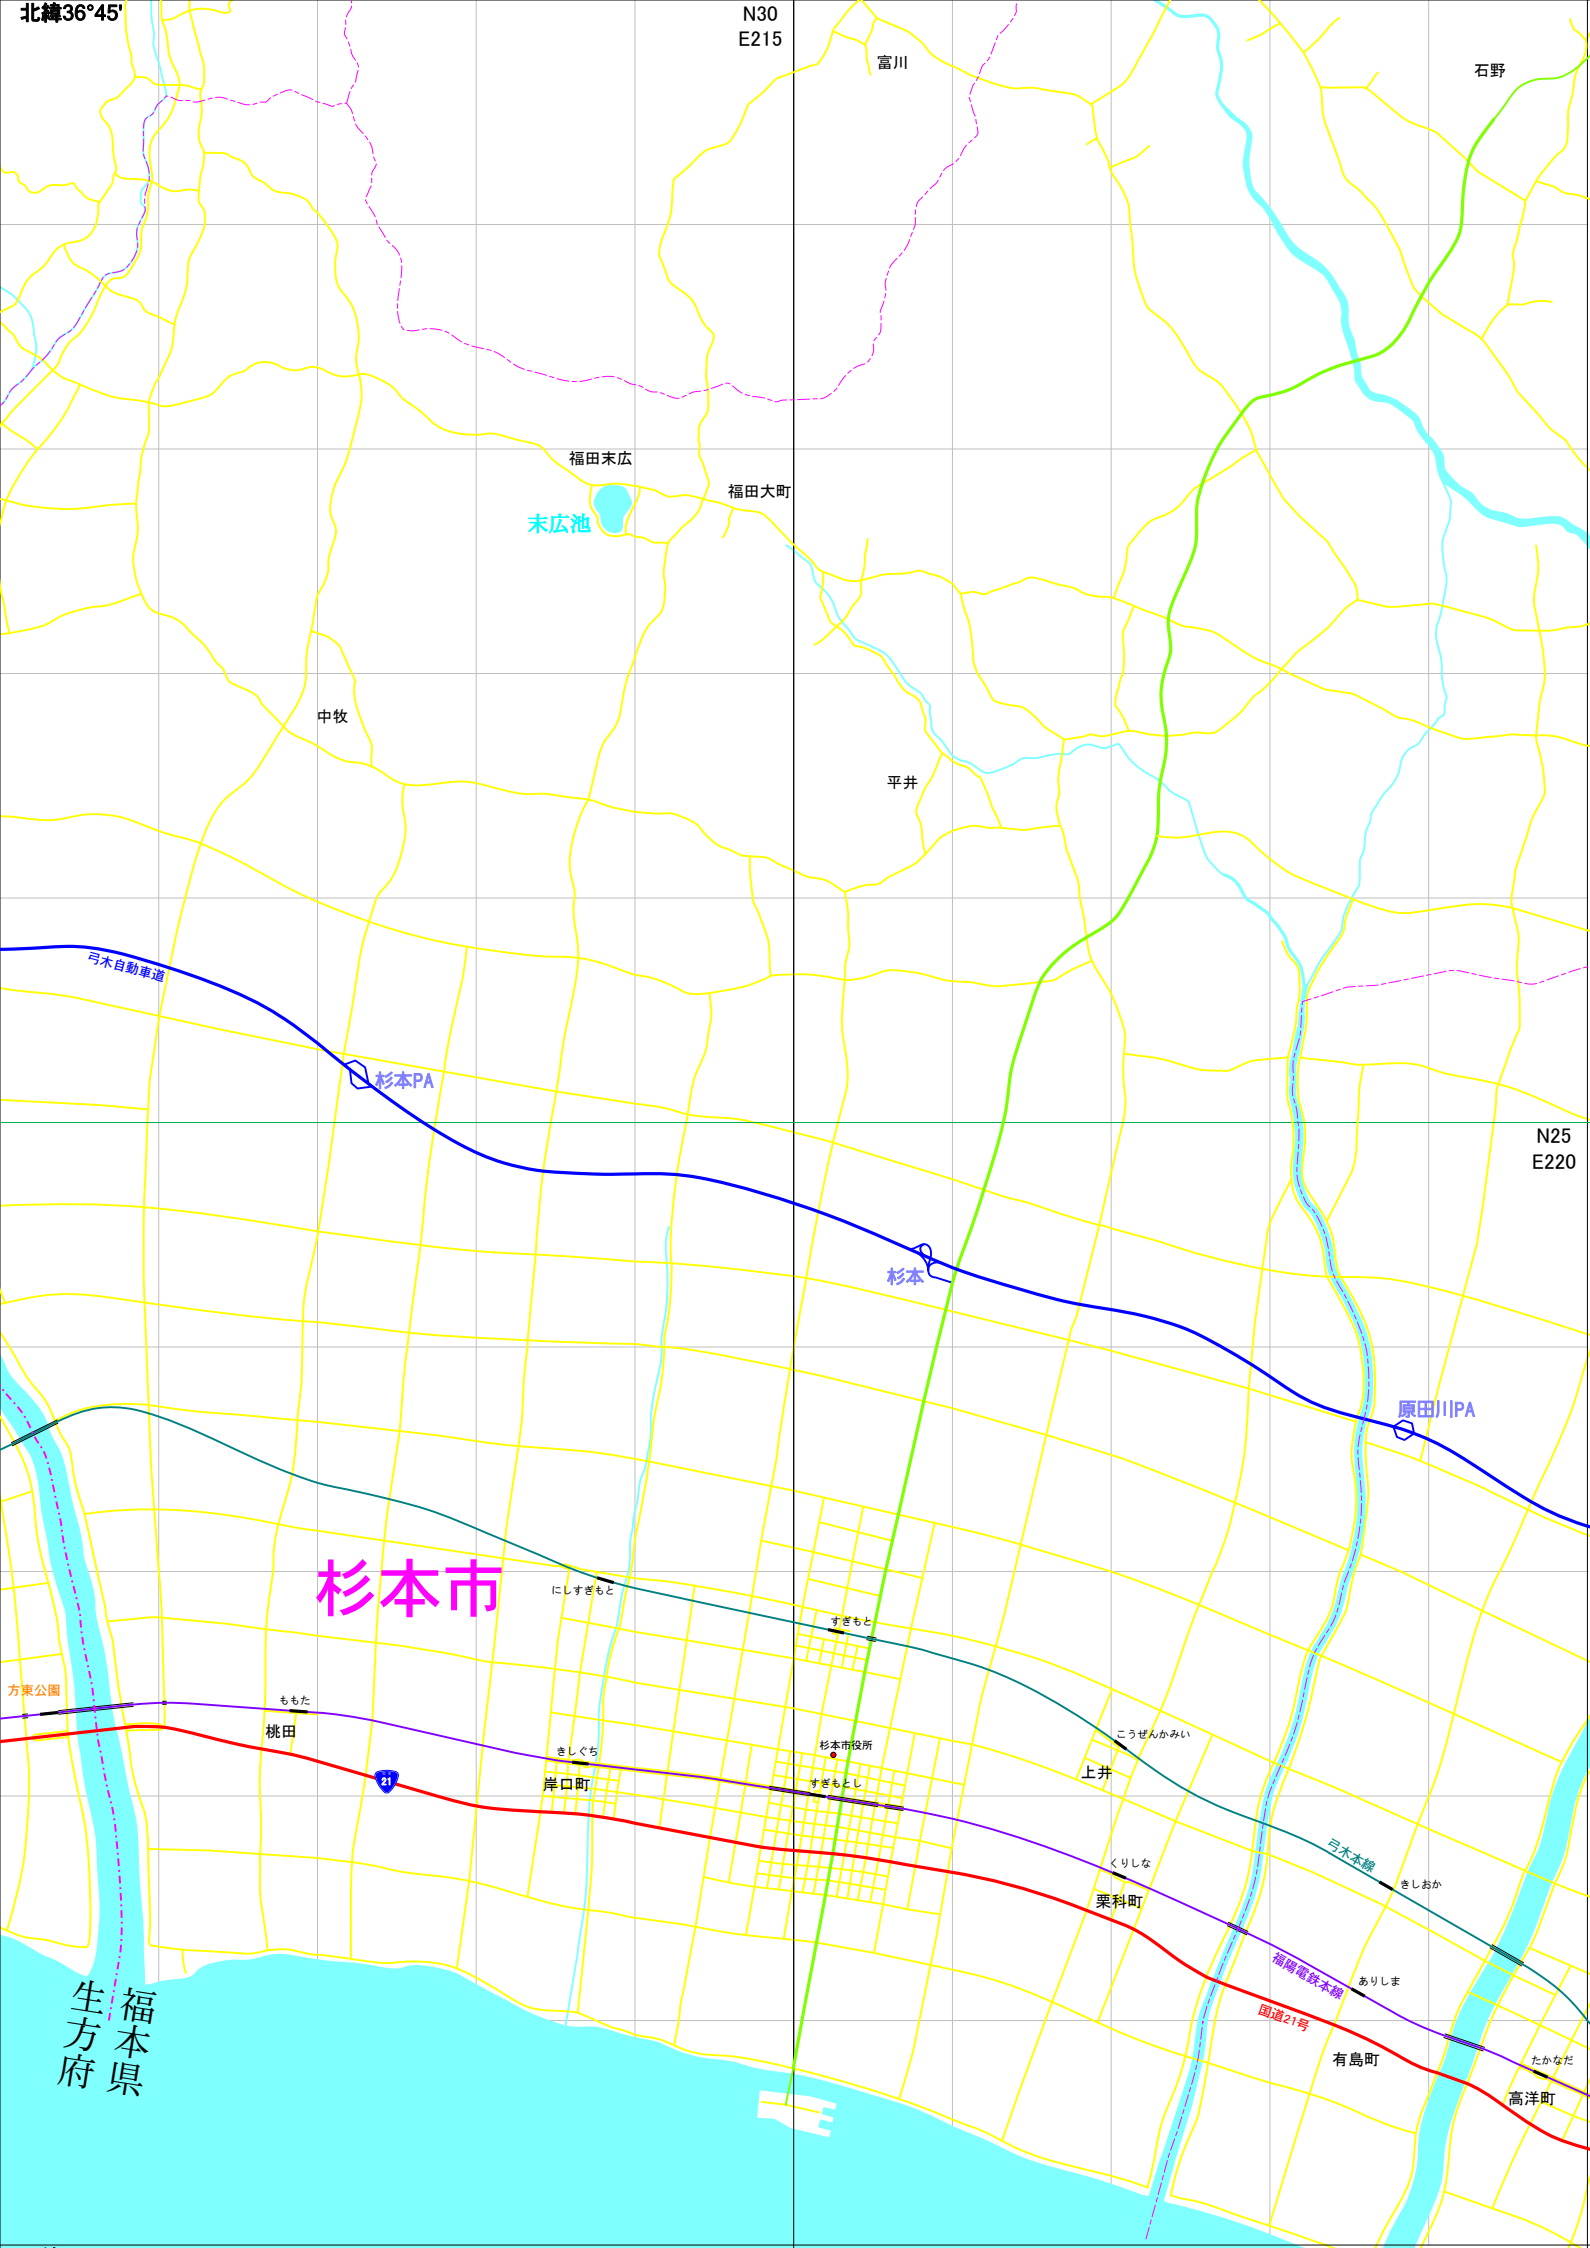 北緯36°45'
N30
E215
富川
石野
福田末広
福田大町
末広池
中牧
平井
弓木自動車道
杉本PA
N25
E220
杉本
原田川PA
杉本市
にしすぎもと
すぎもと
方東公園
ももた
桃田
きしぐち
岸口町
杉本市役所
すぎもとし
21
こうぜんかみい
上井
弓木本線
きしおか
くりしな
栗科町
福陽電鉄本線
ありしま
国道21号
有島町
たかなだ
高洋町
福本県
生方府